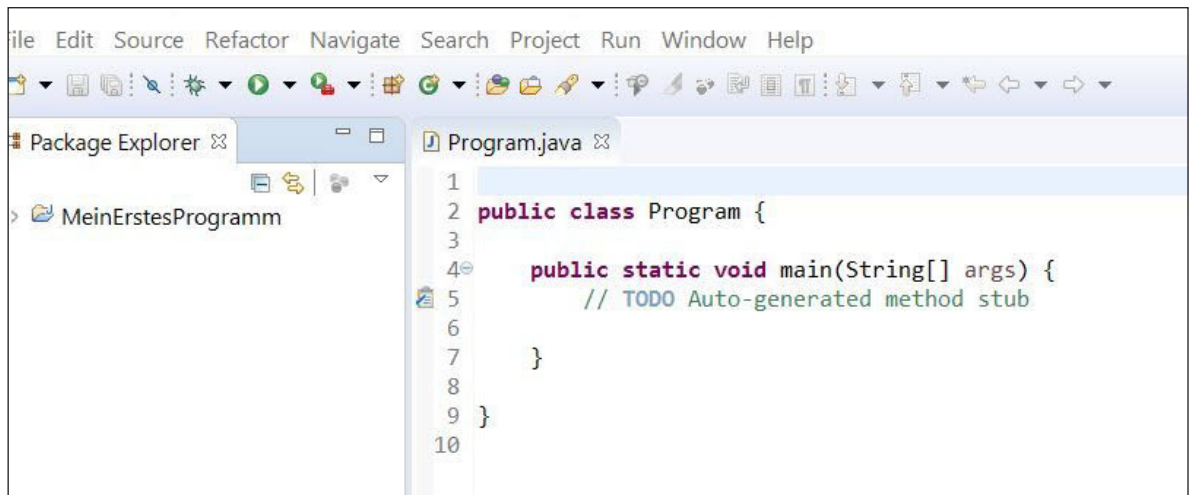 ile Edit Source Refactor Navigate Search Project Run Window Help
Package Explorer
MeinErstesProgramm
Program.java
1
2 public class Program {
3
4 public static void main(String[] args) {
5 // TODO Auto-generated method stub
6
7 }
8
9 }
10